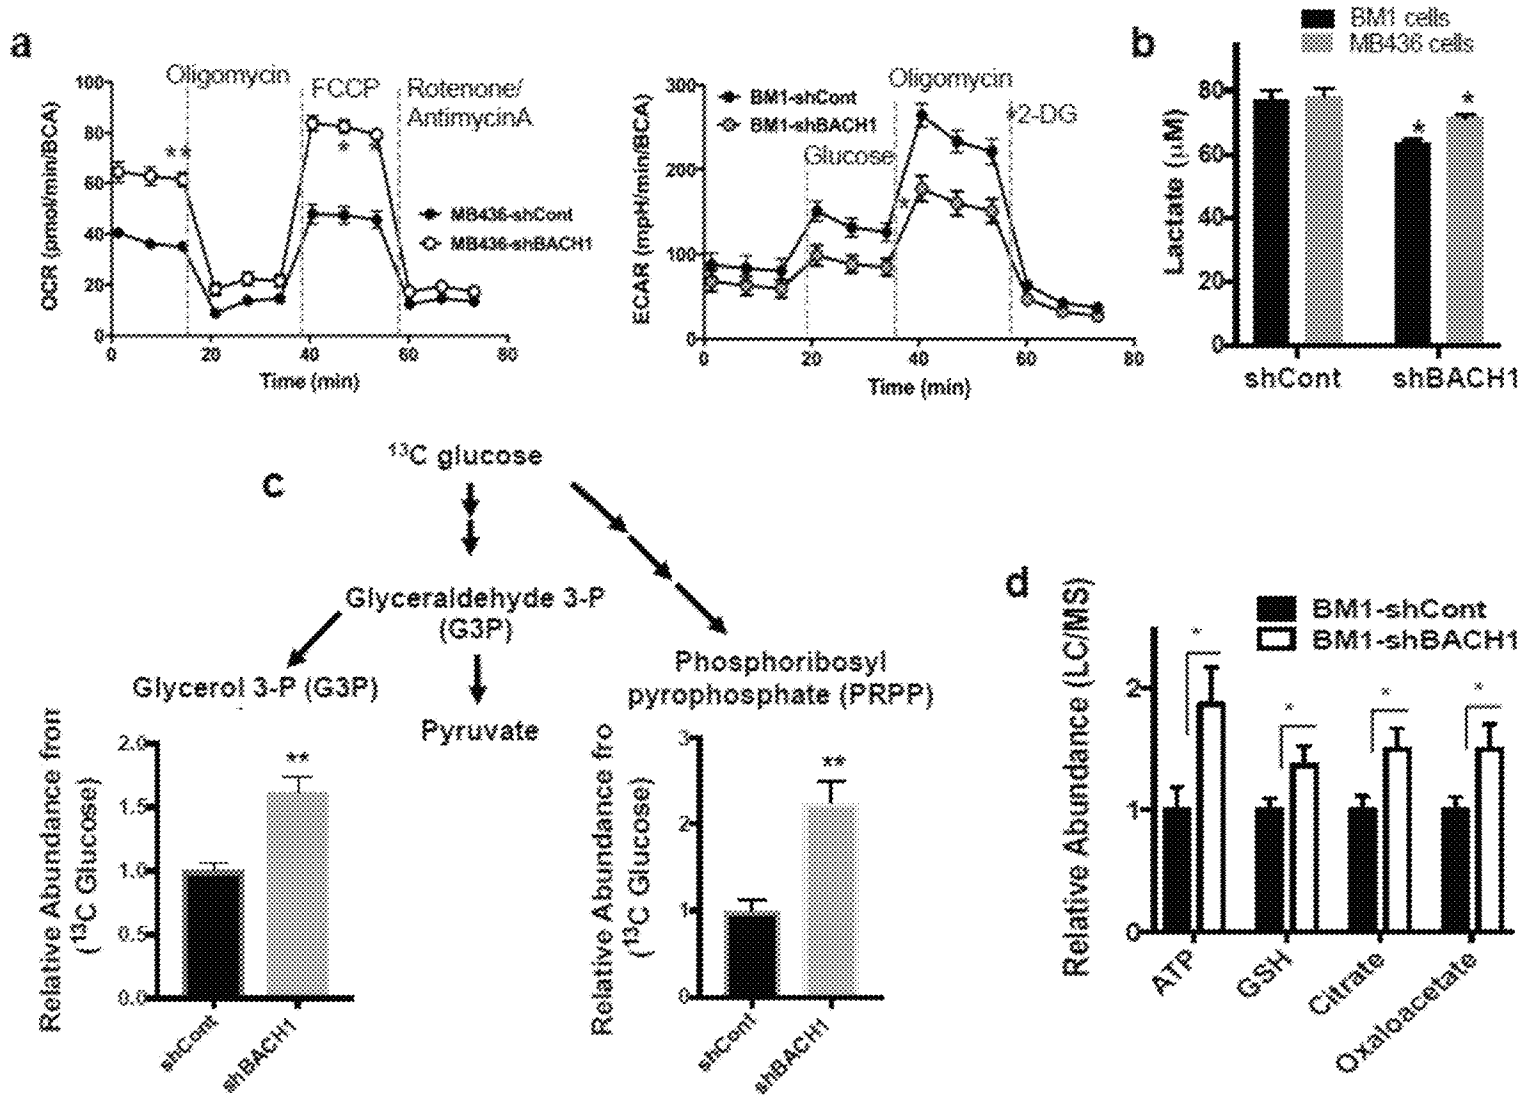 a
OCR (pmol/min/BCA)
100
80
60
40
20
0
Oligomycin
FCCP
Rotenone/
AntimycinA
**
*
*
MB436-shCont
MB436-shBACH1
0
20
40
60
80
Time (min)
ECAR (mpH/min/BCA)
300
200
100
0
BM1-shCont
BM1-shBACH1
Glucose
Oligomycin
*2-DG
*
0
20
40
60
80
Time (min)
b
BM1 cells
MB436 cells
Lactate (μM)
80
60
40
20
0
*
*
shCont
shBACH1
c
¹³C glucose
Glyceraldehyde 3-P
(G3P)
Glycerol 3-P (G3P)
Pyruvate
Phosphoribosyl
pyrophosphate (PRPP)
Relative Abundance from
(¹³C Glucose)
2.0
1.5
1.0
0.5
0.0
**
shCont
shBACH1
Relative Abundance fro
(¹³C Glucose)
3
2
1
0
**
shCont
shBACH1
d
BM1-shCont
BM1-shBACH1
Relative Abundance (LC/MS)
2
1
0
*
*
*
*
ATP
GSH
Citrate
Oxaloacetate